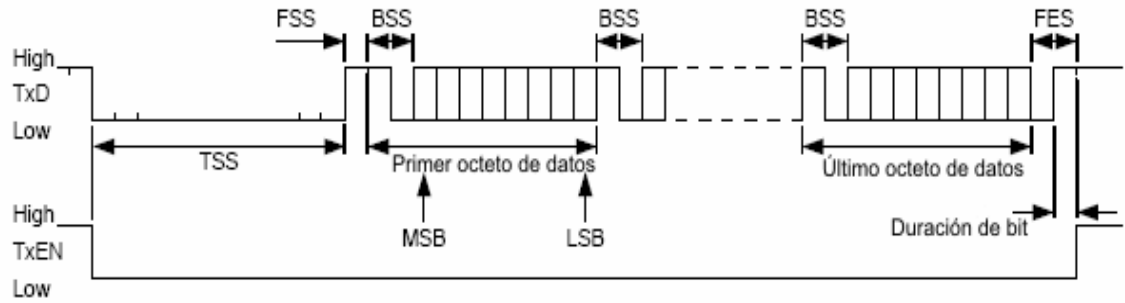 FSS BSS BSS BSS FES
High
TxD
Low
TSS
Primer octeto de datos
Último octeto de datos
MSB
LSB
Duración de bit
High
TxEN
Low